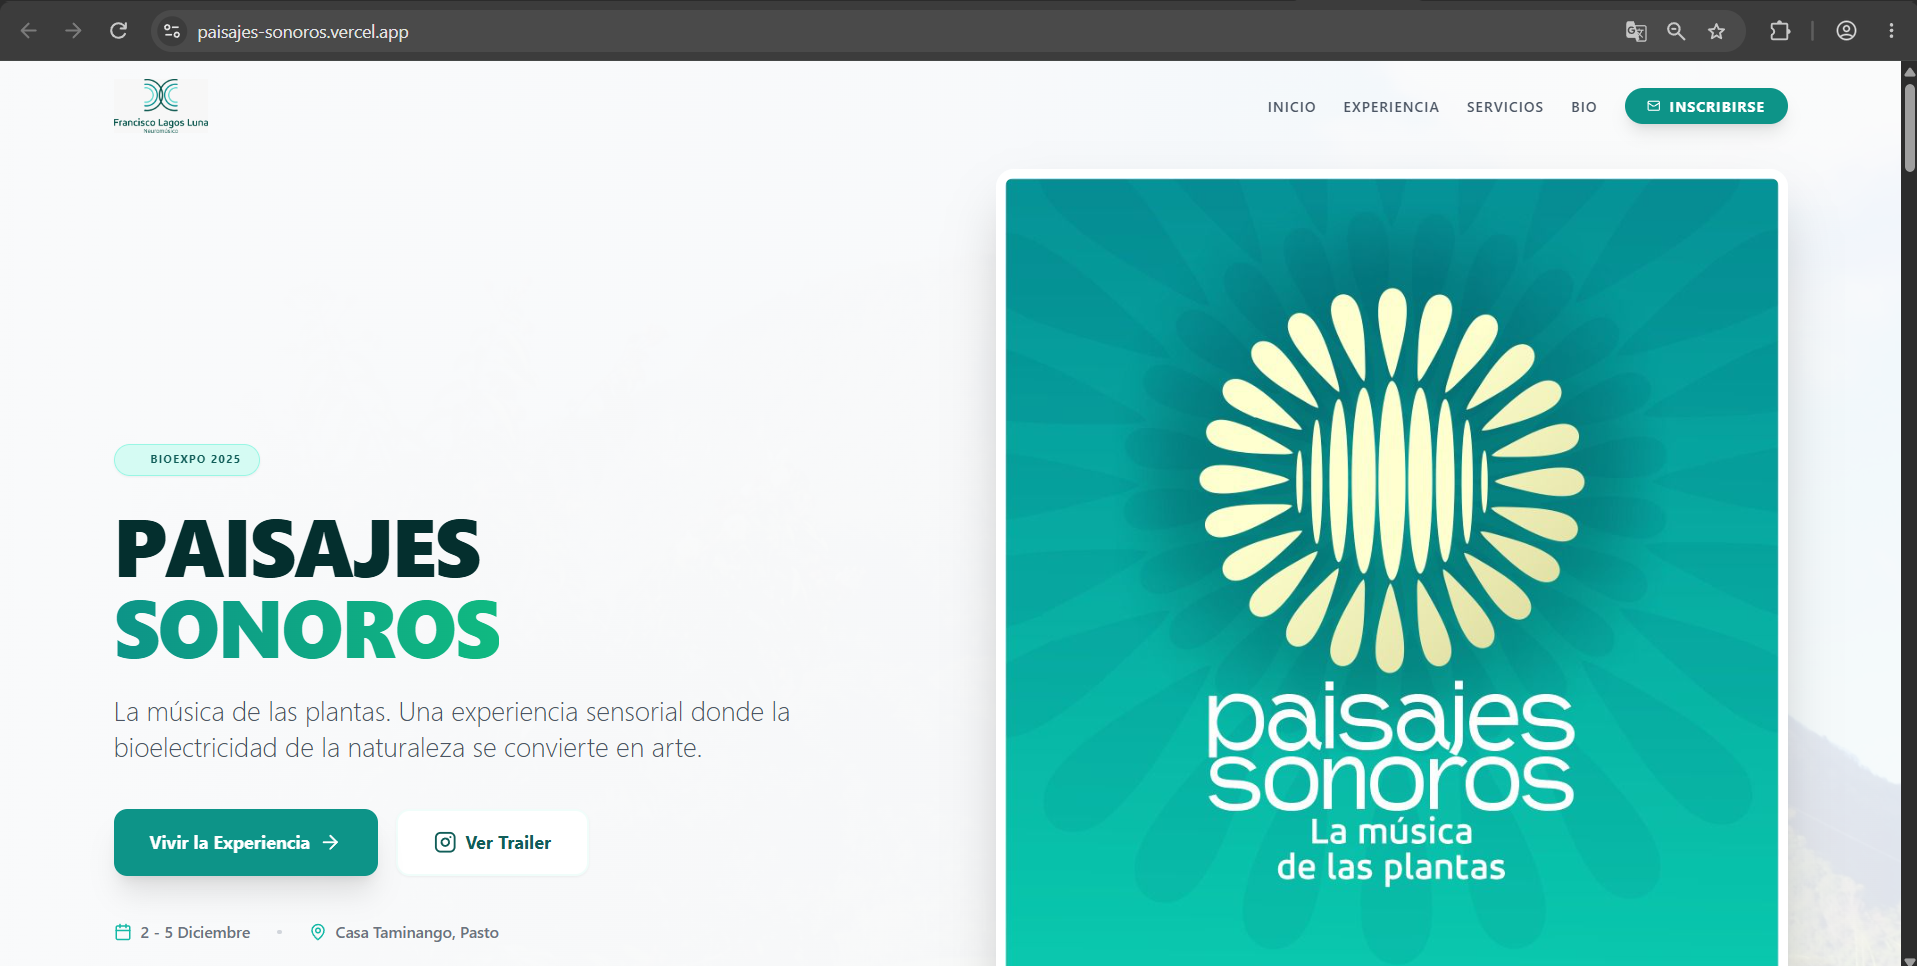 paisajes-sonoros.vercel.app
Francisco Lagos Luna
Neuromúsico
INICIO
EXPERIENCIA
SERVICIOS
BIO
INSCRIBIRSE
BIOEXPO 2025
PAISAJES
SONOROS
La música de las plantas. Una experiencia sensorial donde la
bioelectricidad de la naturaleza se convierte en arte.
Vivir la Experiencia
Ver Trailer
2 - 5 Diciembre
Casa Taminango, Pasto
paisajes
sonoros
La música
de las plantas